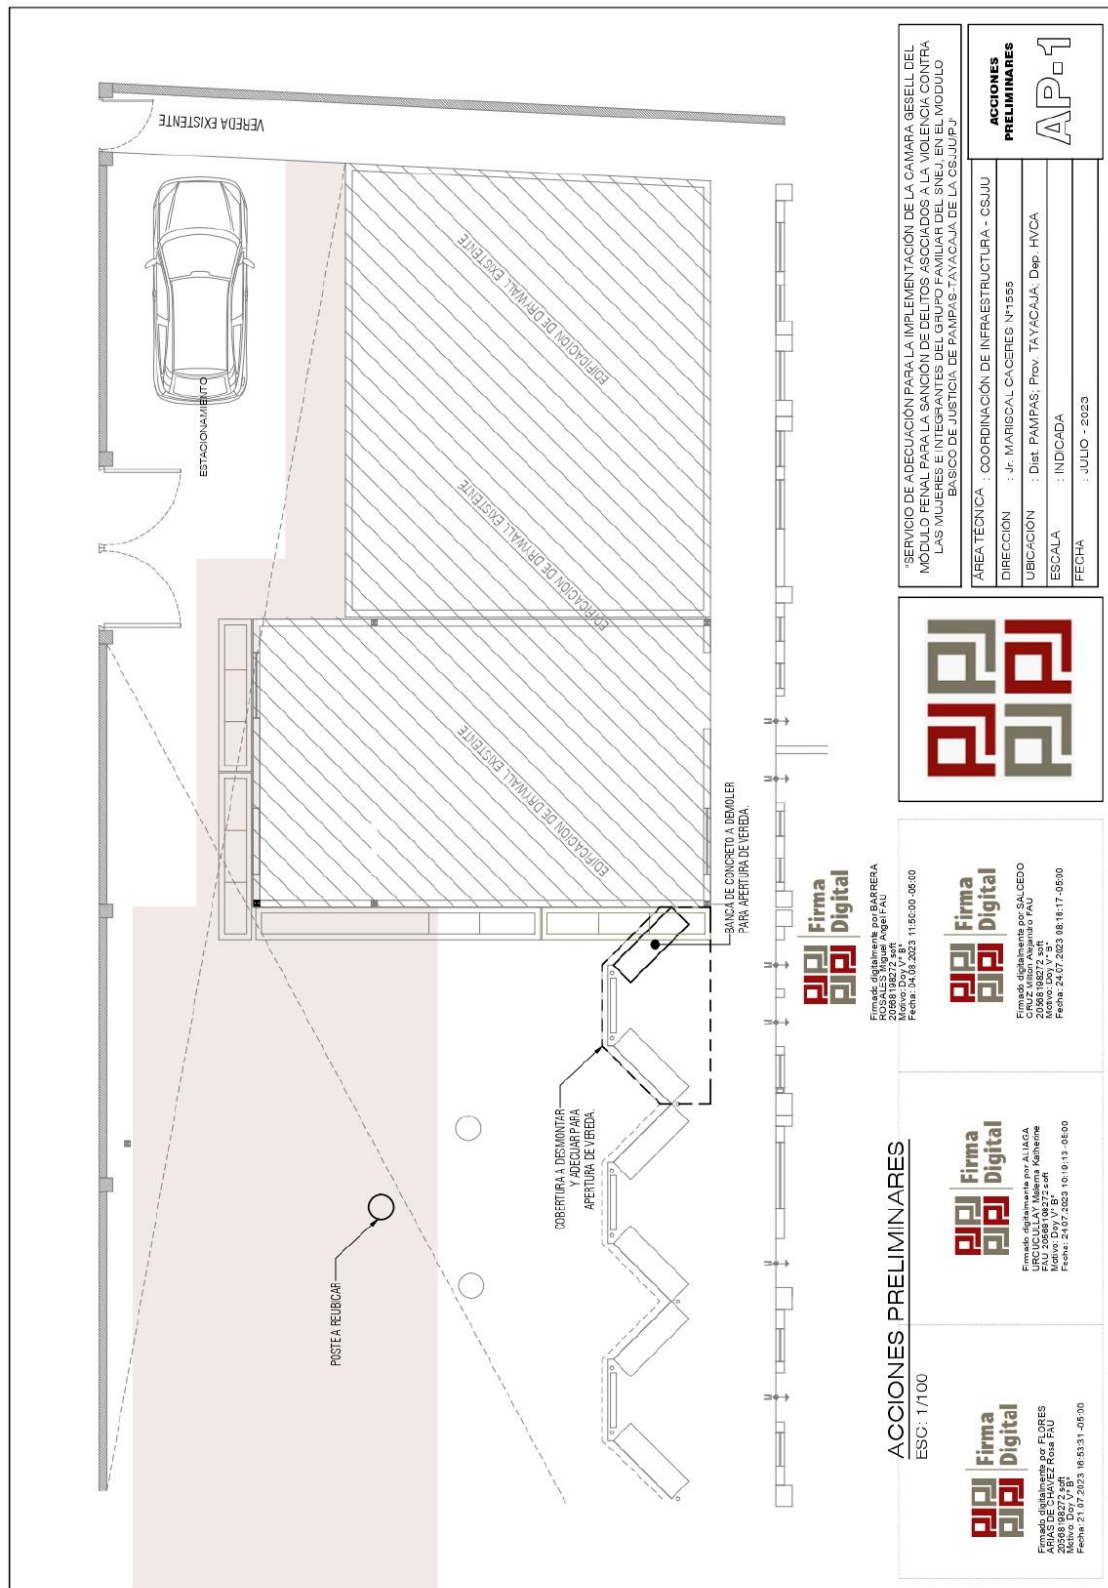 VEREDA EXISTENTE
ESTACIONAMIENTO
EDIFICACION DE DRYWALL EXISTENTE
EDIFICACION DE DRYWALL EXISTENTE
EDIFICACION DE DRYWALL EXISTENTE
BANCA DE CONCRETO A DEMOLER
PARA APERTURA DE VEREDA.
COBERTURA A DESMONTAR
Y ADECUAR PARA
APERTURA DE VEREDA.
POSTE A REUBICAR
ACCIONES PRELIMINARES
ESC: 1/100
Firma
Digital
Firmado digitalmente por FLORES
ARIAS DE CHAVEZ Rosa FAU
20568198272 soft
Motivo: Doy V° B°
Fecha: 21.07.2023 16:53:31 -05:00
Firma
Digital
Firmado digitalmente por ALIAGA
URCUCULLAY Malema Katherine
FAU 20568198272 soft
Motivo: Doy V° B°
Fecha: 24.07.2023 10:10:13 -05:00
Firma
Digital
Firmado digitalmente por BARRERA
ROSALES Miguel Angel FAU
20568198272 soft
Motivo: Doy V° B°
Fecha: 04.08.2023 11:50:00 -05:00
Firma
Digital
Firmado digitalmente por SALCEDO
CRUZ Milton Alejandro FAU
20568198272 soft
Motivo: Doy V° B°
Fecha: 24.07.2023 08:16:17 -05:00
"SERVICIO DE ADECUACIÓN PARA LA IMPLEMENTACIÓN DE LA CAMARA GESELL DEL
MÓDULO PENAL PARA LA SANCIÓN DE DELITOS ASOCIADOS A LA VIOLENCIA CONTRA
LAS MUJERES E INTEGRANTES DEL GRUPO FAMILIAR DEL SNEJ, EN EL MODULO
BASICO DE JUSTICIA DE PAMPAS-TAYACAJA DE LA CSJJU/PJ"
ÁREA TÉCNICA : COORDINACIÓN DE INFRAESTRUCTURA - CSJJU
DIRECCIÓN : Jr. MARISCAL CACERES N°1555
UBICACIÓN : Dist. PAMPAS; Prov. TAYACAJA; Dep. HVCA
ESCALA : INDICADA
FECHA : JULIO - 2023
ACCIONES
PRELIMINARES
AP-1